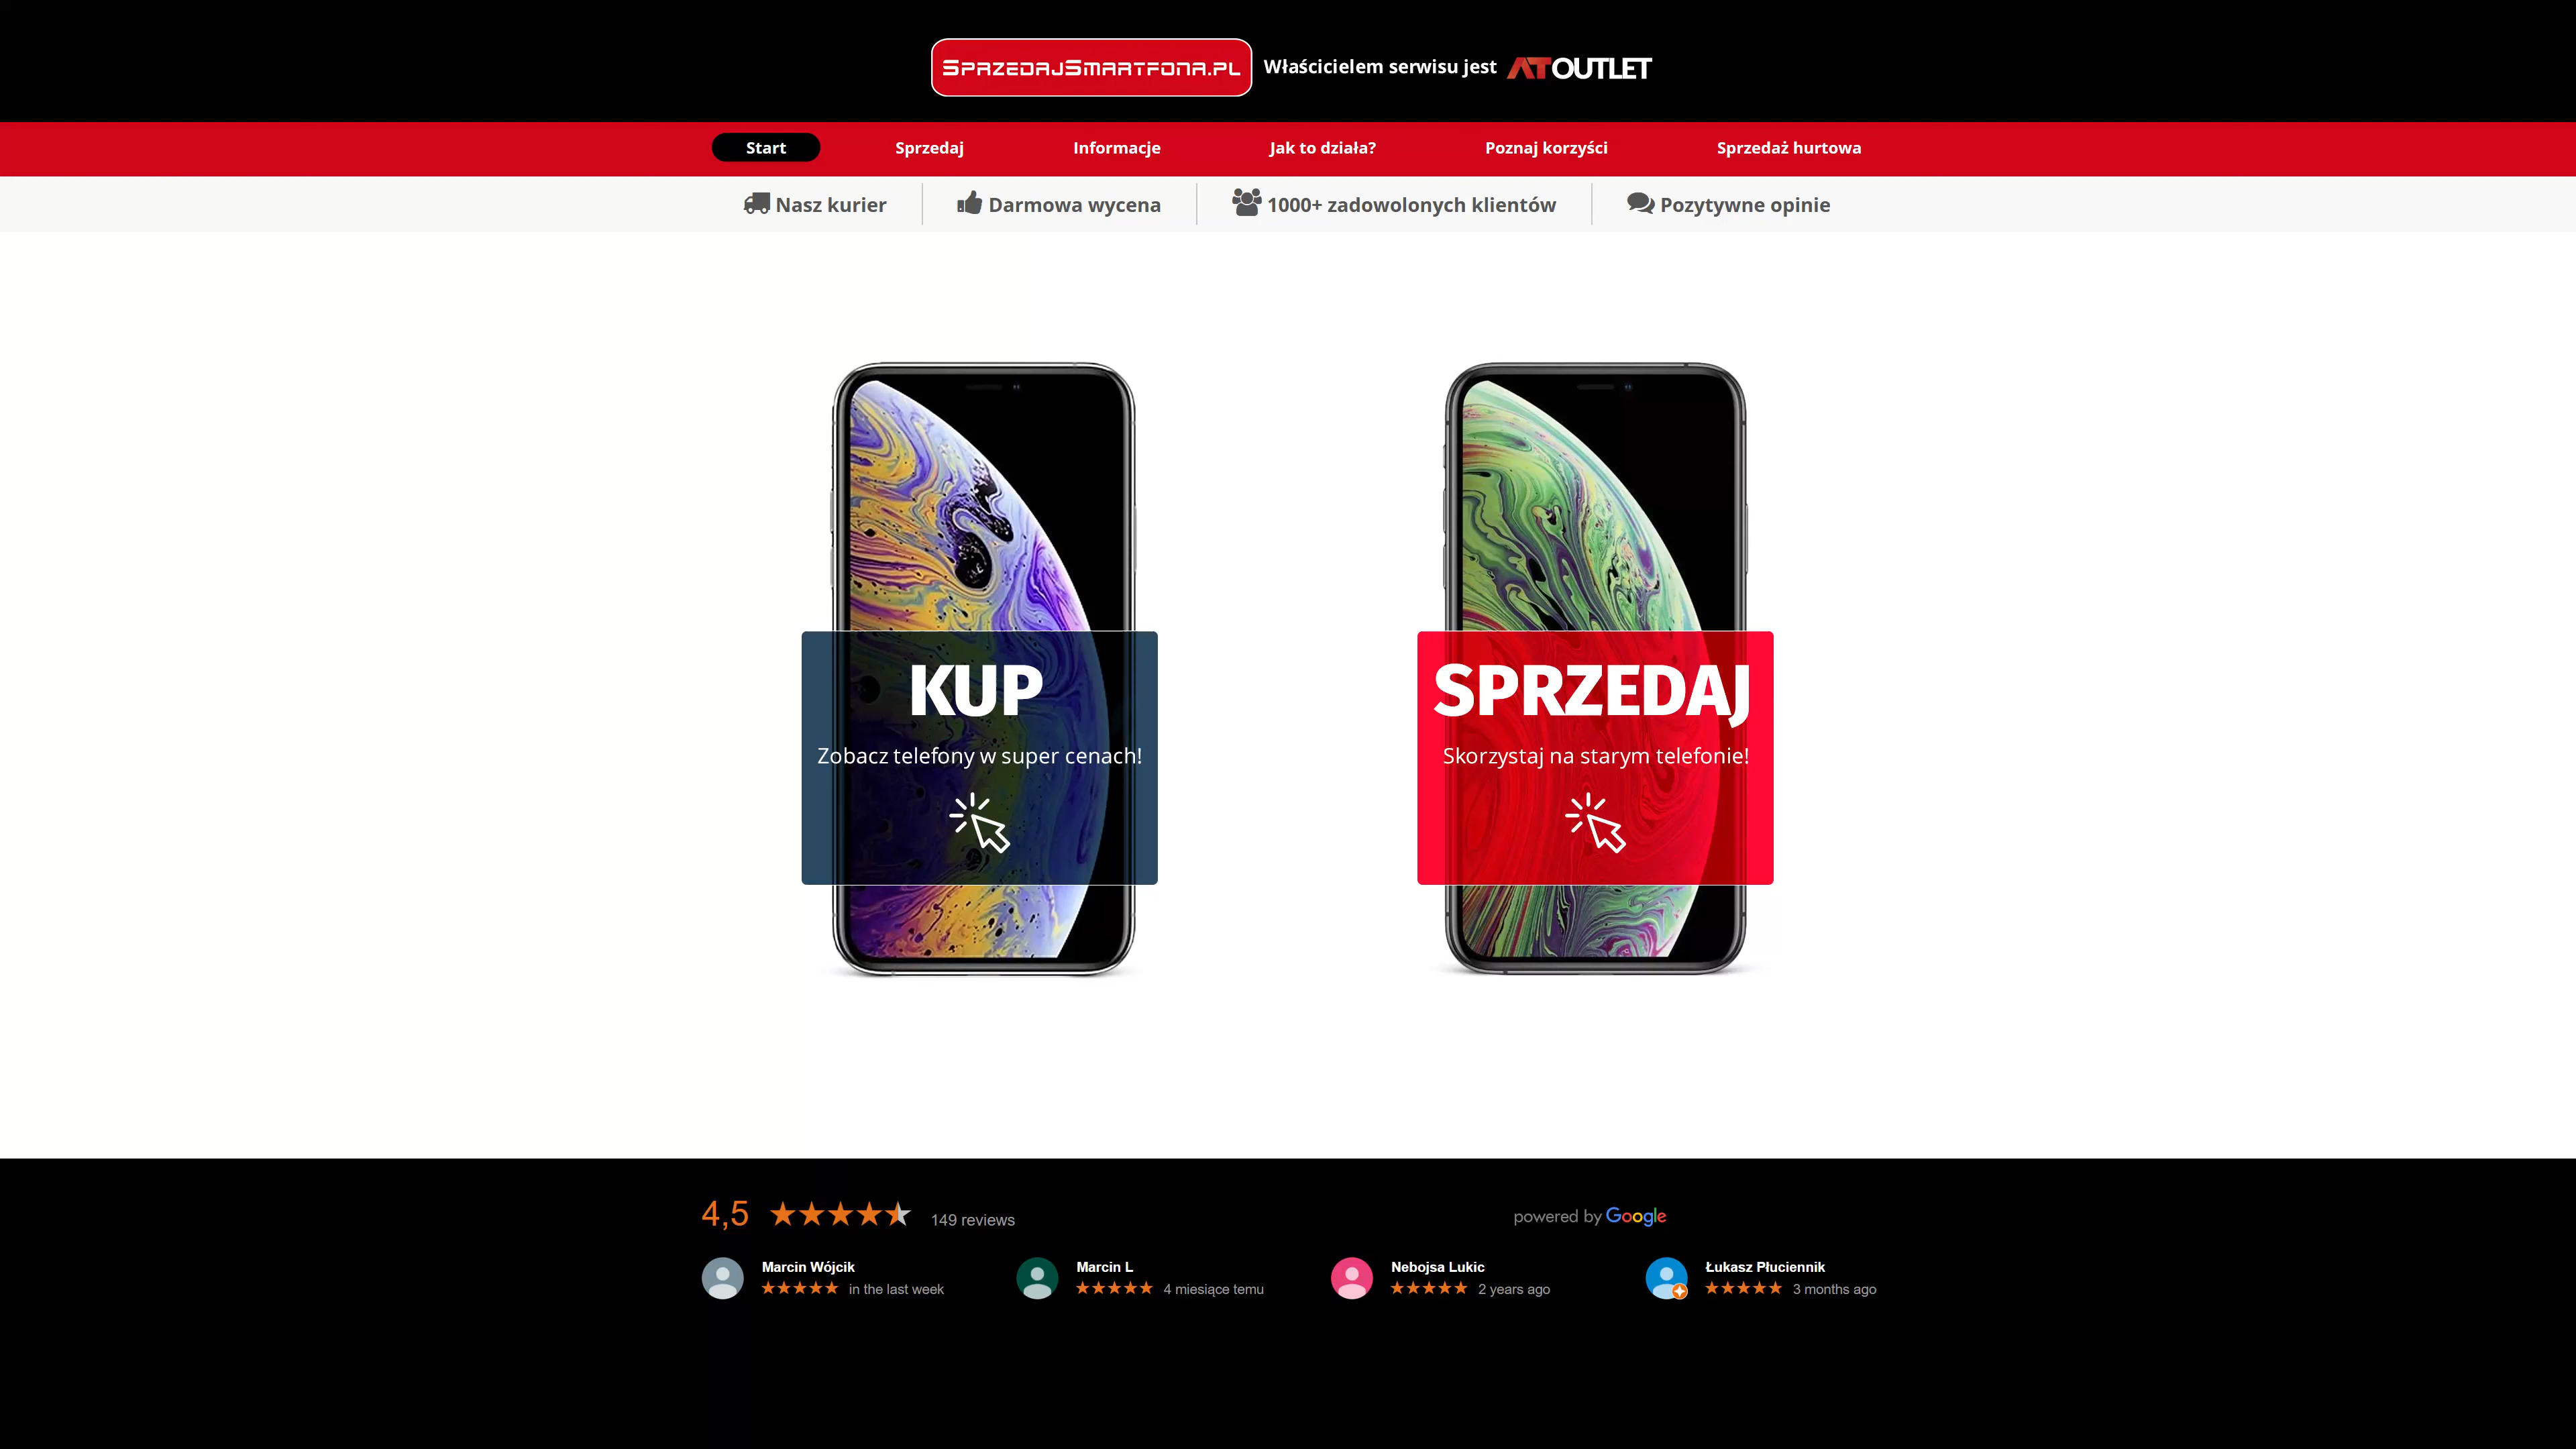 SprzedajSmartfona.pl Właścicielem serwisu jest ATOUTLET
Start Sprzedaj Informacje Jak to działa? Poznaj korzyści Sprzedaż hurtowa
Nasz kurier Darmowa wycena 1000+ zadowolonych klientów Pozytywne opinie
KUP
Zobacz telefony w super cenach!
SPRZEDAJ
Skorzystaj na starym telefonie!
4,5 149 reviews powered by Google
Marcin Wójcik
in the last week
Marcin L
4 miesiące temu
Nebojsa Lukic
2 years ago
Łukasz Płuciennik
3 months ago